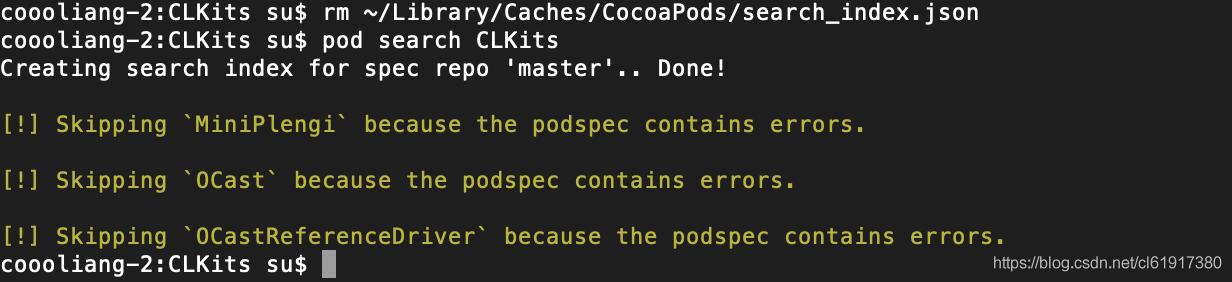 coooliang-2:CLKits su$ rm ~/Library/Caches/CocoaPods/search_index.json
coooliang-2:CLKits su$ pod search CLKits
Creating search index for spec repo 'master'.. Done!
[!] Skipping `MiniPlengi` because the podspec contains errors.
[!] Skipping `OCast` because the podspec contains errors.
[!] Skipping `OCastReferenceDriver` because the podspec contains errors.
coooliang-2:CLKits su$
https://blog.csdn.net/cl61917380